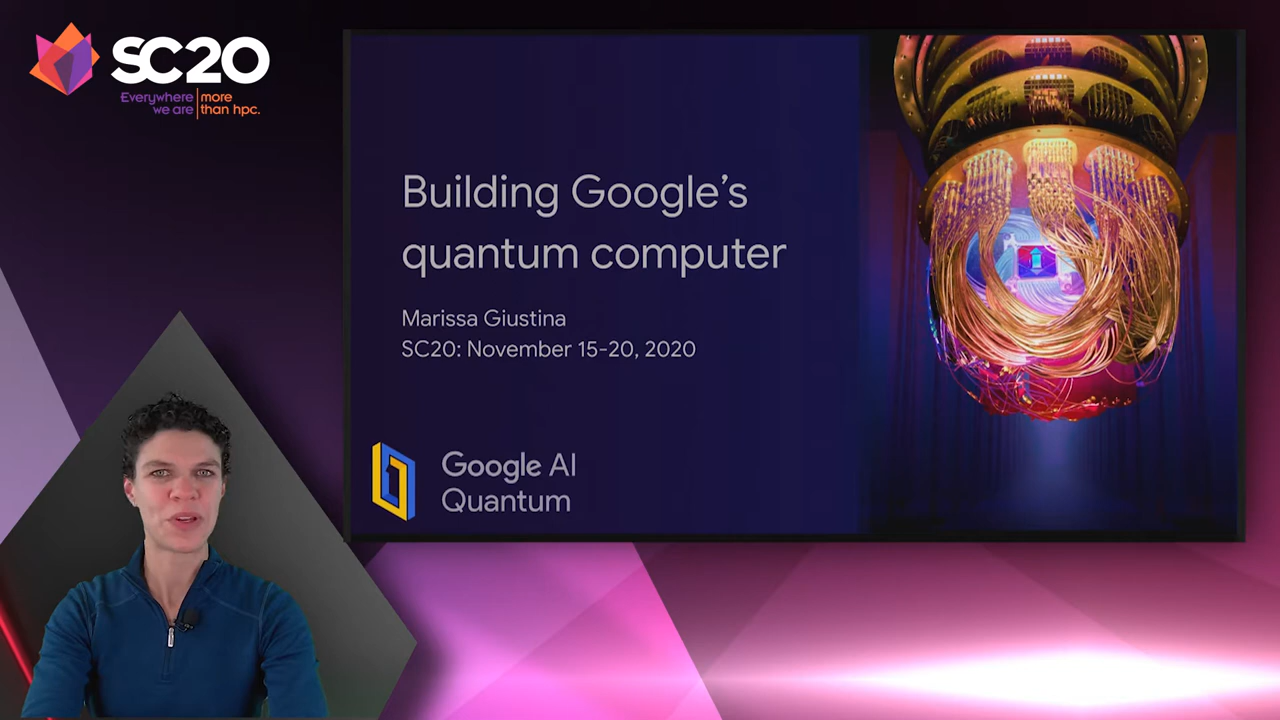 SC20
Everywhere we are | more than hpc.
Building Google's
quantum computer
Marissa Giustina
SC20: November 15-20, 2020
Google AI
Quantum